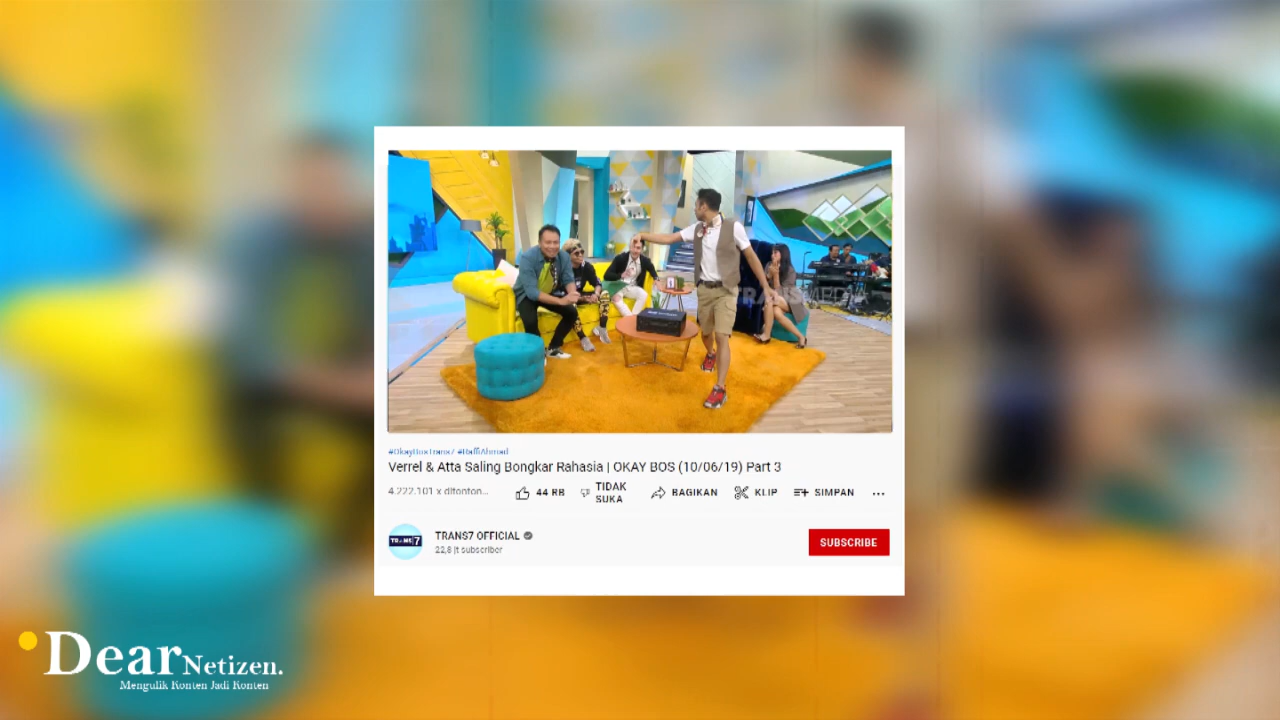 TRANSMEDIA
#OkayBosTrans7 #RaffiAhmad
Verrel & Atta Saling Bongkar Rahasia | OKAY BOS (10/06/19) Part 3
4.222.101 x ditonton...
44 RB
TIDAK SUKA
BAGIKAN
KLIP
SIMPAN
TRANS7
TRANS7 OFFICIAL
22,8 jt subscriber
SUBSCRIBE
Dear Netizen.
Mengulik Konten Jadi Konten